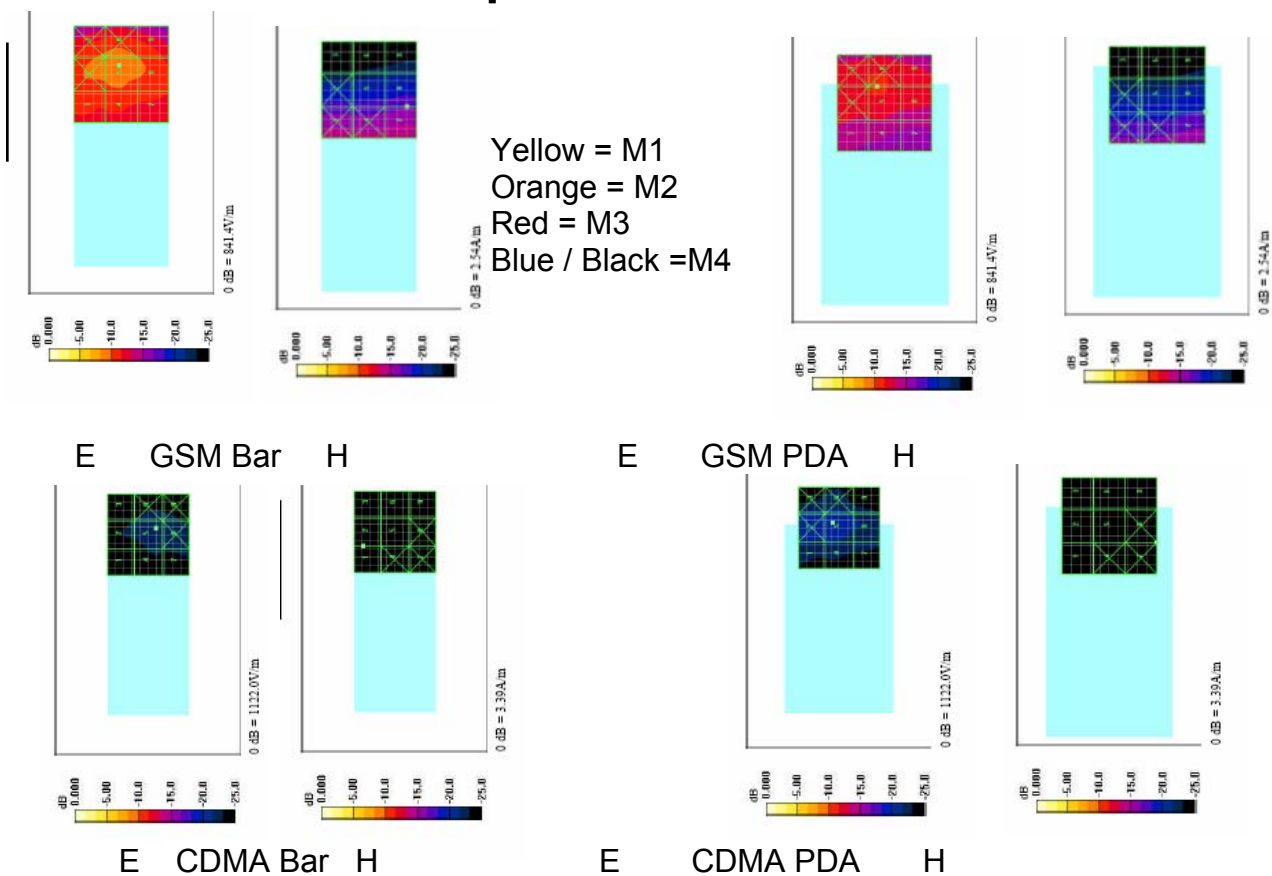 0 dB = 841.4V/m
dB
0.000
-5.00
-10.0
-15.0
-20.0
-25.0
0 dB = 2.54A/m
dB
0.000
-5.00
-10.0
-15.0
-20.0
-25.0
Yellow = M1
Orange = M2
Red = M3
Blue / Black =M4
0 dB = 841.4V/m
dB
0.000
-5.00
-10.0
-15.0
-20.0
-25.0
0 dB = 2.54A/m
dB
0.000
-5.00
-10.0
-15.0
-20.0
-25.0
E GSM Bar H
E GSM PDA H
0 dB = 1122.0V/m
dB
0.000
-5.00
-10.0
-15.0
-20.0
-25.0
0 dB = 3.39A/m
dB
0.000
-5.00
-10.0
-15.0
-20.0
-25.0
0 dB = 1122.0V/m
dB
0.000
-5.00
-10.0
-15.0
-20.0
-25.0
0 dB = 3.39A/m
dB
0.000
-5.00
-10.0
-15.0
-20.0
-25.0
E CDMA Bar H
E CDMA PDA H